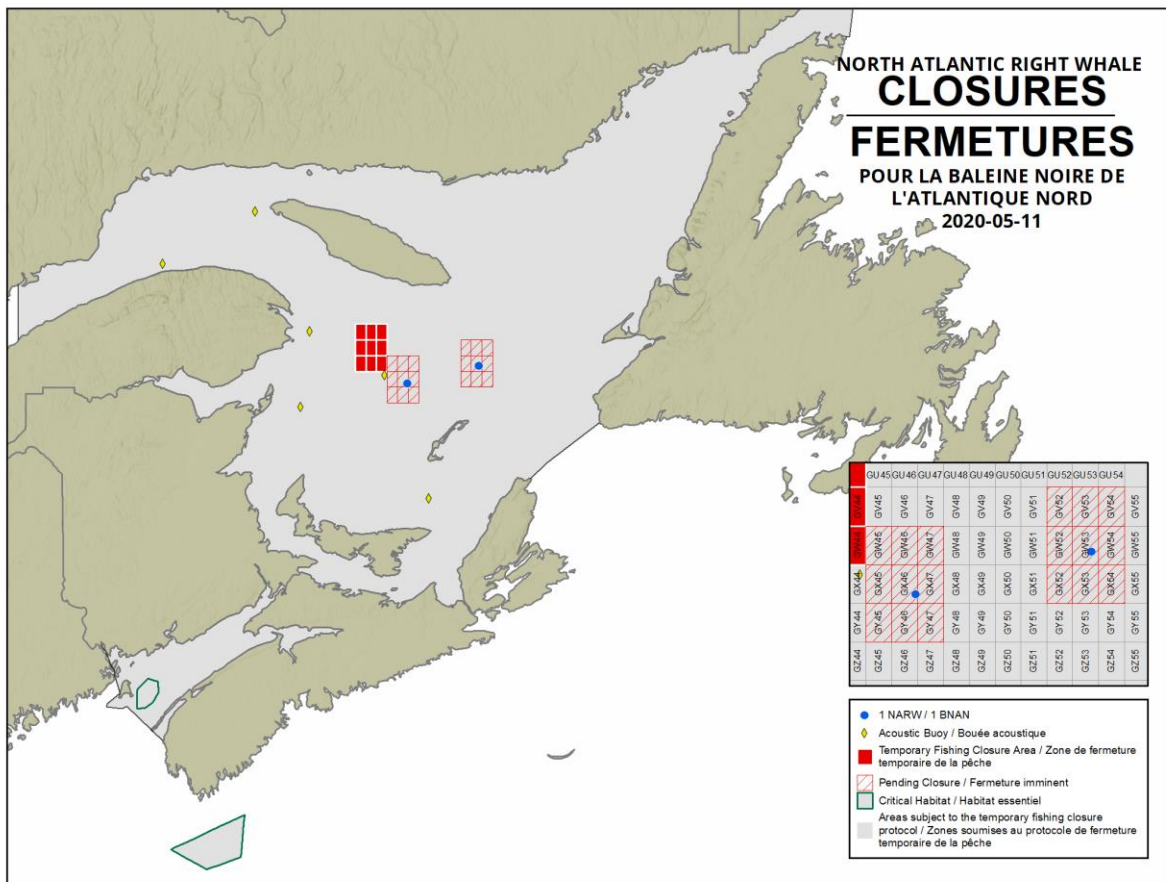 NORTH ATLANTIC RIGHT WHALE
CLOSURES
FERMETURES
POUR LA BALEINE NOIRE DE
L'ATLANTIQUE NORD
2020-05-11
GU45 GU46 GU47 GU48 GU49 GU50 GU51 GU52 GU53 GU54
GV44 GV45 GV46 GV47 GV48 GV49 GV50 GV51 GV52 GV53 GV54 GV55
GW44 GW45 GW46 GW47 GW48 GW49 GW50 GW51 GW52 GW53 GW54 GW55
GX44 GX45 GX46 GX47 GX48 GX49 GX50 GX51 GX52 GX53 GX54 GX55
GY44 GY45 GY46 GY47 GY48 GY49 GY50 GY51 GY52 GY53 GY54 GY55
GZ44 GZ45 GZ46 GZ47 GZ48 GZ49 GZ50 GZ51 GZ52 GZ53 GZ54 GZ55
1 NARW / 1 BNAN
Acoustic Buoy / Bouée acoustique
Temporary Fishing Closure Area / Zone de fermeture
temporaire de la pêche
Pending Closure / Fermeture imminent
Critical Habitat / Habitat essentiel
Areas subject to the temporary fishing closure
protocol / Zones soumises au protocole de fermeture
temporaire de la pêche